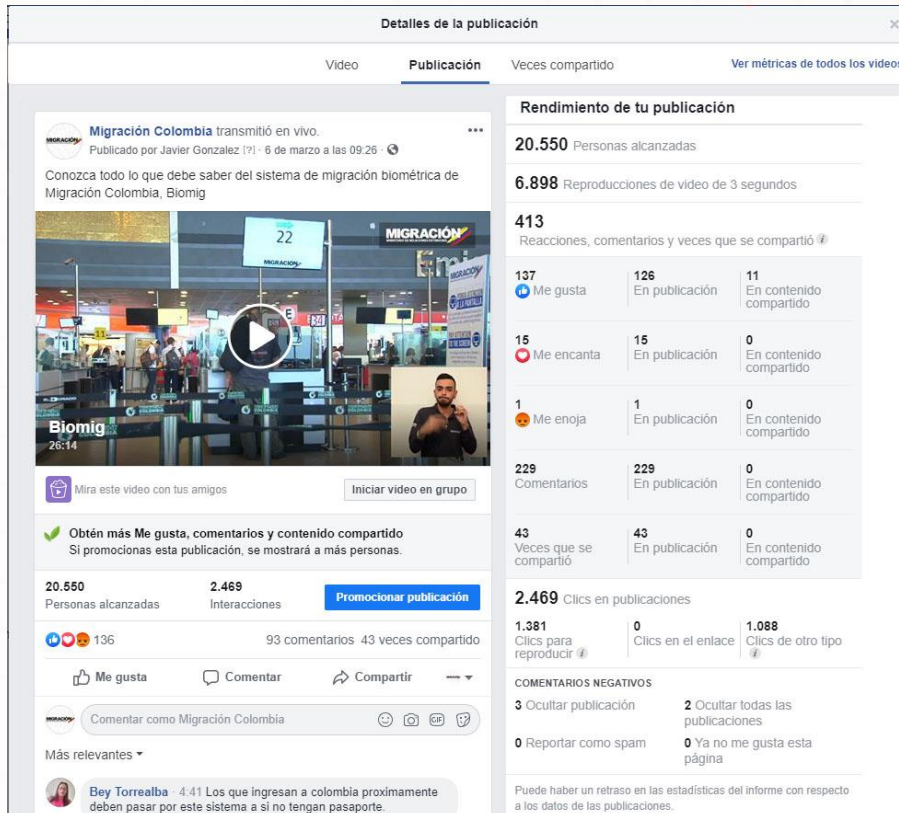 Detalles de la publicación
Video Publicación Veces compartido Ver métricas de todos los videos
Migración Colombia transmitió en vivo.
Publicado por Javier Gonzalez [?] · 6 de marzo a las 09:26 ·
Conozca todo lo que debe saber del sistema de migración biométrica de
Migración Colombia, Biomig
22
MIGRACIÓN
MIGRACIÓN
Emi
MIGRACIÓN
11
E
34
Biomig
26:14
Mira este video con tus amigos
Iniciar video en grupo
Obtén más Me gusta, comentarios y contenido compartido
Si promocionas esta publicación, se mostrará a más personas.
20.550
Personas alcanzadas
2.469
Interacciones
Promocionar publicación
136 93 comentarios 43 veces compartido
Me gusta Comentar Compartir
MIGRACIÓN
Comentar como Migración Colombia
GIF
Más relevantes
Bey Torrealba · 4:41 Los que ingresan a colombia proximamente
deben pasar por este sistema a si no tengan pasaporte.
Rendimiento de tu publicación
20.550 Personas alcanzadas
6.898 Reproducciones de video de 3 segundos
413
Reacciones, comentarios y veces que se compartió
137
Me gusta
126
En publicación
11
En contenido
compartido
15
Me encanta
15
En publicación
0
En contenido
compartido
1
Me enoja
1
En publicación
0
En contenido
compartido
229
Comentarios
229
En publicación
0
En contenido
compartido
43
Veces que se
compartió
43
En publicación
0
En contenido
compartido
2.469 Clics en publicaciones
1.381
Clics para
reproducir
0
Clics en el enlace
1.088
Clics de otro tipo
COMENTARIOS NEGATIVOS
3 Ocultar publicación
2 Ocultar todas las
publicaciones
0 Reportar como spam
0 Ya no me gusta esta
página
Puede haber un retraso en las estadísticas del informe con respecto
a los datos de las publicaciones.